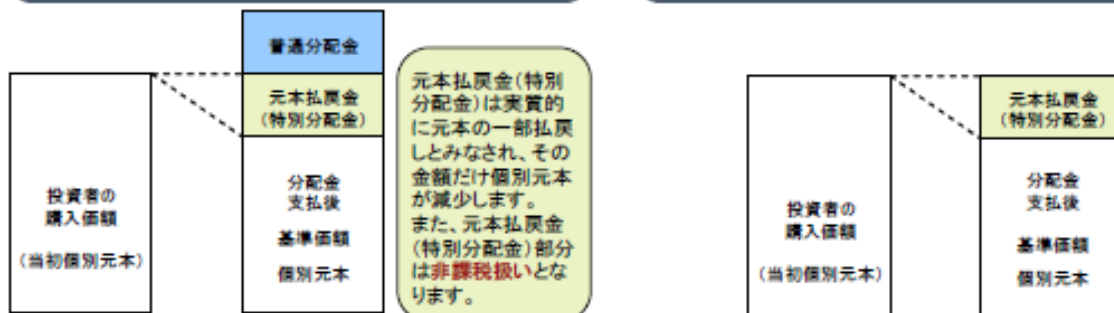 普通分配金
元本払戻金
(特別分配金)
投資者の
購入価額
(当初個別元本)
分配金
支払後
基準価額
個別元本
元本払戻金(特別
分配金)は実質的
に元本の一部払戻
しとみなされ、その
金額だけ個別元本
が減少します。
また、元本払戻金
(特別分配金)部分
は非課税扱いとな
ります。
投資者の
購入価額
(当初個別元本)
元本払戻金
(特別分配金)
分配金
支払後
基準価額
個別元本